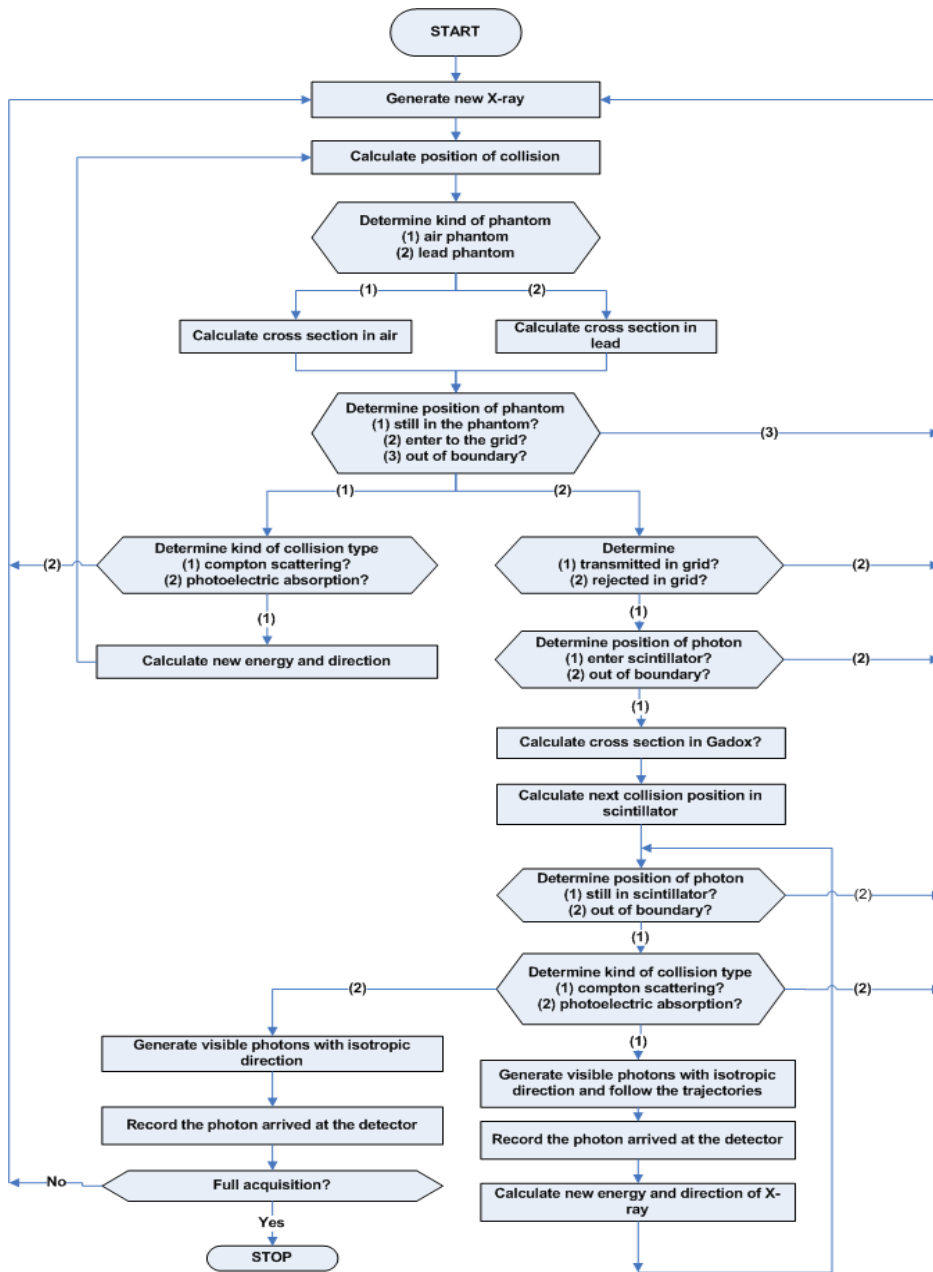 START
Generate new X-ray
Calculate position of collision
Determine kind of phantom
(1) air phantom
(2) lead phantom
(1)
(2)
Calculate cross section in air
Calculate cross section in
lead
Determine position of phantom
(1) still in the phantom?
(2) enter to the grid?
(3) out of boundary?
(3)
(1)
(2)
Determine kind of collision type
(1) compton scattering?
(2) photoelectric absorption?
(2)
Determine
(1) transmitted in grid?
(2) rejected in grid?
(2)
(1)
(1)
Calculate new energy and direction
Determine position of photon
(1) enter scintillator?
(2) out of boundary?
(2)
(1)
Calculate cross section in Gadox?
Calculate next collision position in
scintillator
Determine position of photon
(1) still in scintillator?
(2) out of boundary?
(2)
(1)
Determine kind of collision type
(1) compton scattering?
(2) photoelectric absorption?
(2)
(2)
(1)
Generate visible photons with isotropic
direction
Generate visible photons with isotropic
direction and follow the trajectories
Record the photon arrived at the detector
Record the photon arrived at the detector
Full acquisition?
No
Calculate new energy and direction of X-
ray
Yes
STOP